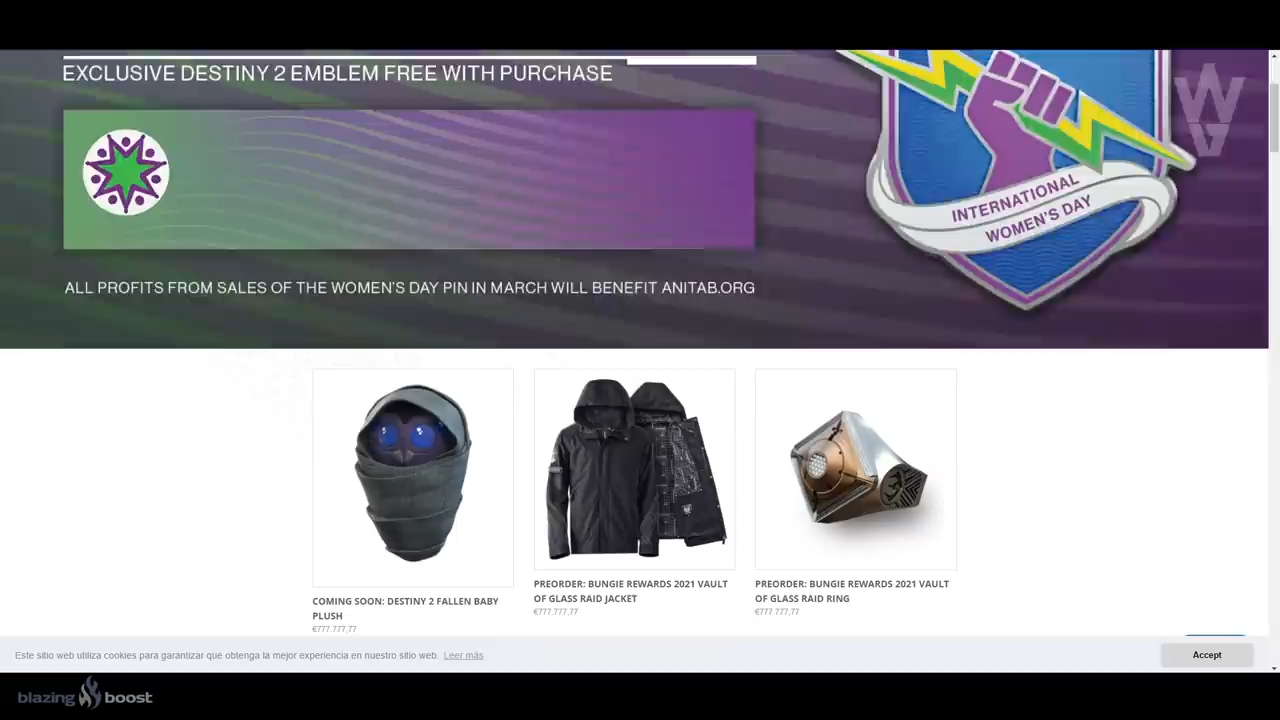 EXCLUSIVE DESTINY 2 EMBLEM FREE WITH PURCHASE
INTERNATIONAL
WOMEN'S DAY
ALL PROFITS FROM SALES OF THE WOMEN'S DAY PIN IN MARCH WILL BENEFIT ANITAB.ORG
COMING SOON: DESTINY 2 FALLEN BABY
PLUSH
€777.777,77
PREORDER: BUNGIE REWARDS 2021 VAULT
OF GLASS RAID JACKET
€777.777,77
PREORDER: BUNGIE REWARDS 2021 VAULT
OF GLASS RAID RING
€777.777,77
Este sitio web utiliza cookies para garantizar que obtenga la mejor experiencia en nuestro sitio web. Leer más
Accept
blazing boost